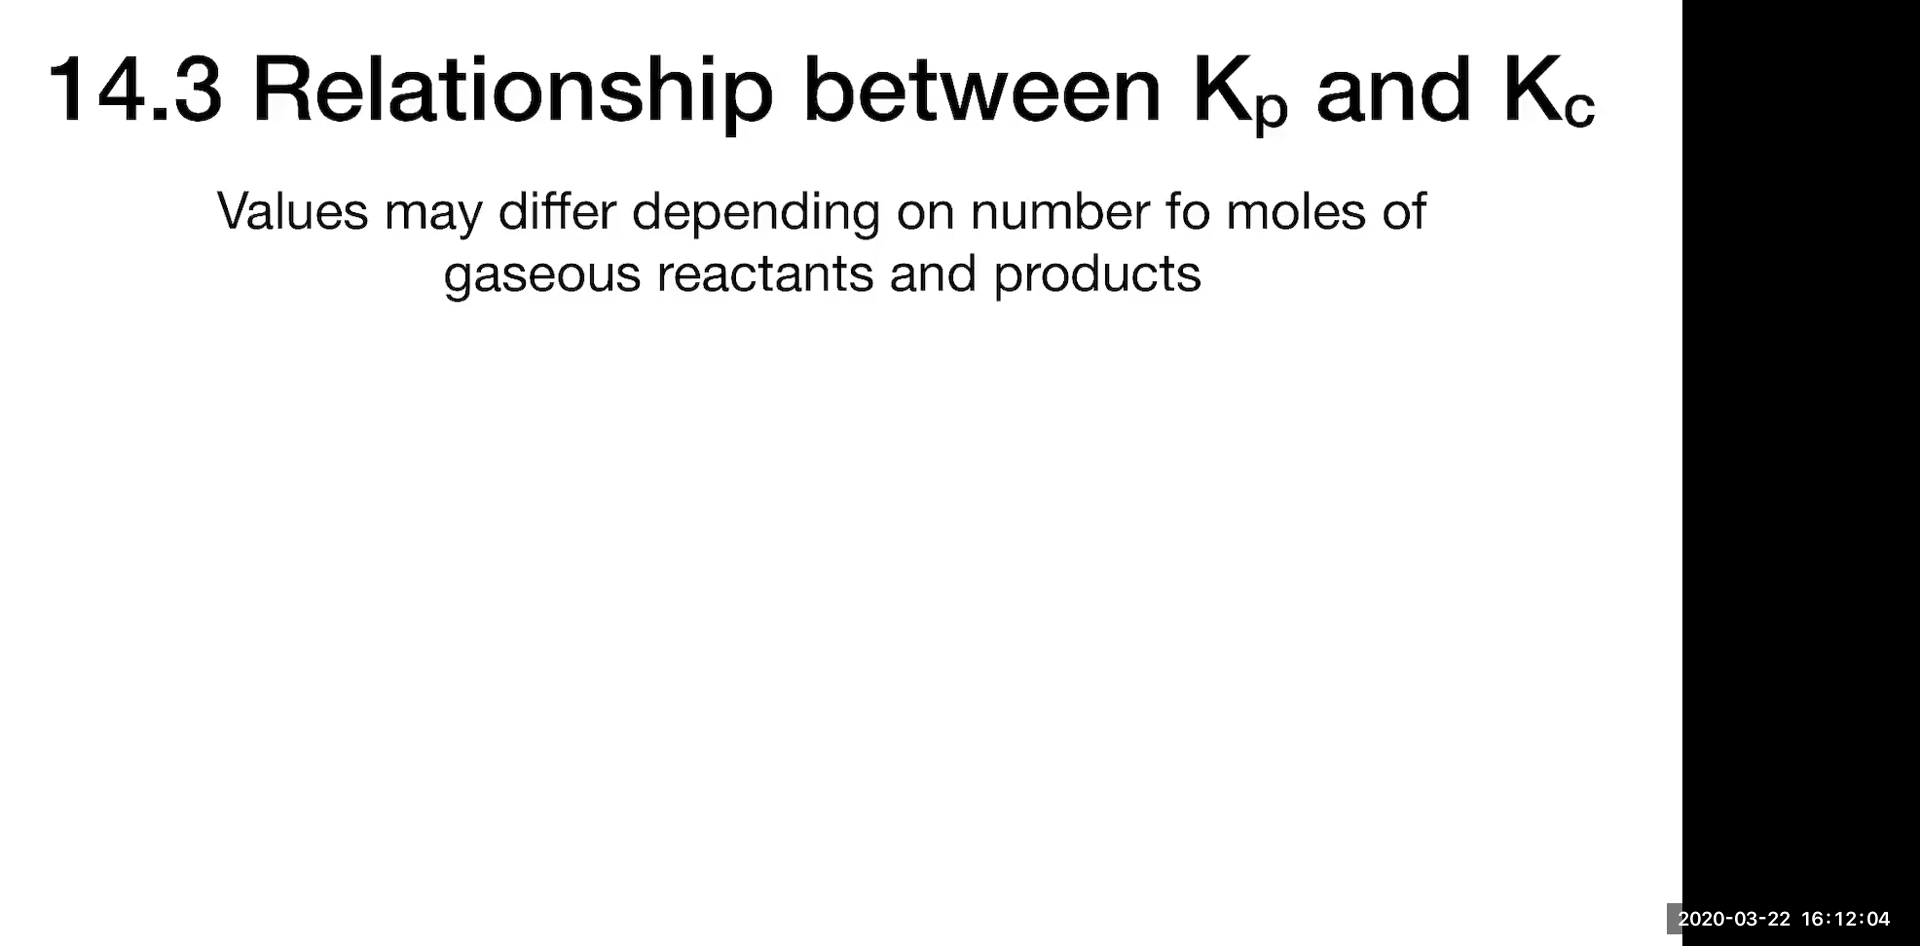 14.3 Relationship between Kp and Kc
Values may differ depending on number fo moles of
gaseous reactants and products
2020-03-22 16:12:04